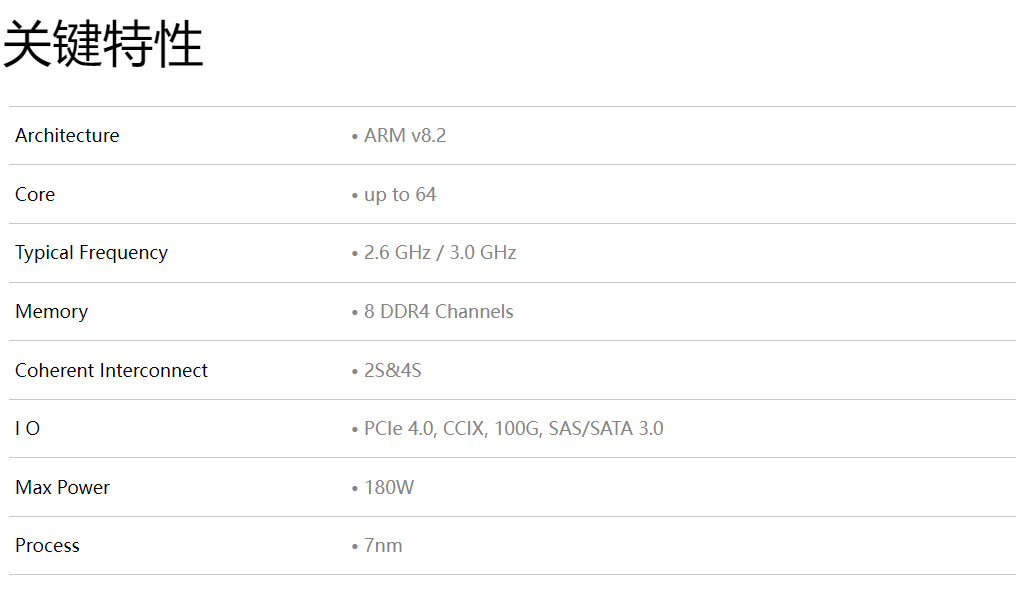 关键特性
Architecture • ARM v8.2
Core • up to 64
Typical Frequency • 2.6 GHz / 3.0 GHz
Memory • 8 DDR4 Channels
Coherent Interconnect • 2S&4S
I O • PCIe 4.0, CCIX, 100G, SAS/SATA 3.0
Max Power • 180W
Process • 7nm